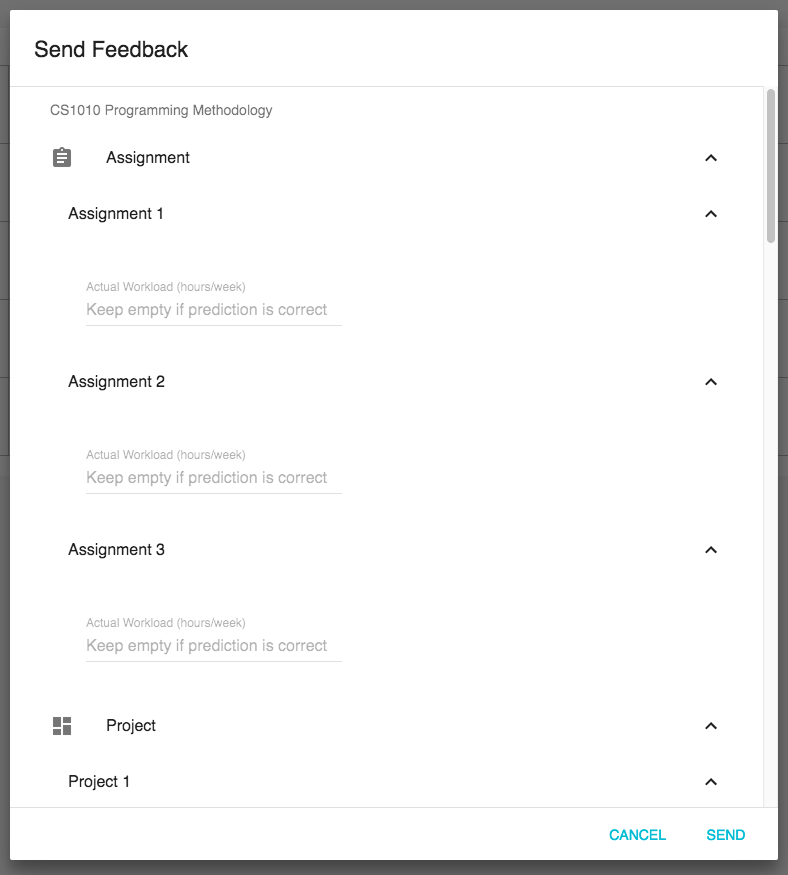 Send Feedback
CS1010 Programming Methodology
Assignment
Assignment 1
Actual Workload (hours/week)
Keep empty if prediction is correct
Assignment 2
Actual Workload (hours/week)
Keep empty if prediction is correct
Assignment 3
Actual Workload (hours/week)
Keep empty if prediction is correct
Project
Project 1
CANCEL SEND